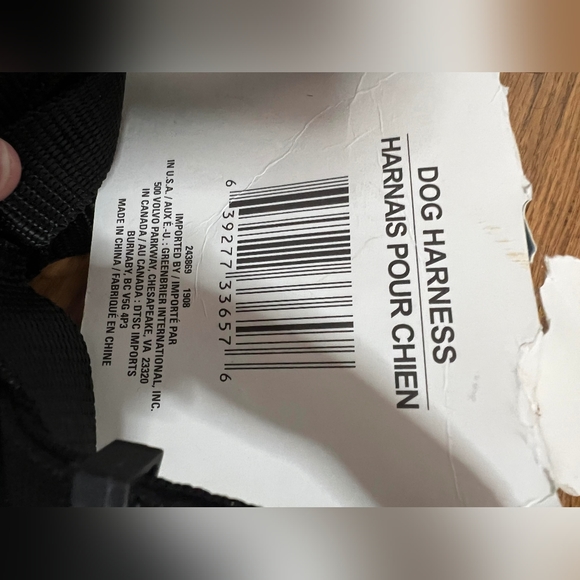 DOG HARNESS
HARNAIS POUR CHIEN
6 39277 33657 6
243869 1908
IMPORTED BY / IMPORTÉ PAR
IN U.S.A. / AUX É.-U. : GREENBRIER INTERNATIONAL, INC.
500 VOLVO PARKWAY, CHESAPEAKE, VA 23320
IN CANADA / AU CANADA : DTSC IMPORTS
BURNABY, BC V5G 4P3
MADE IN CHINA / FABRIQUÉ EN CHINE